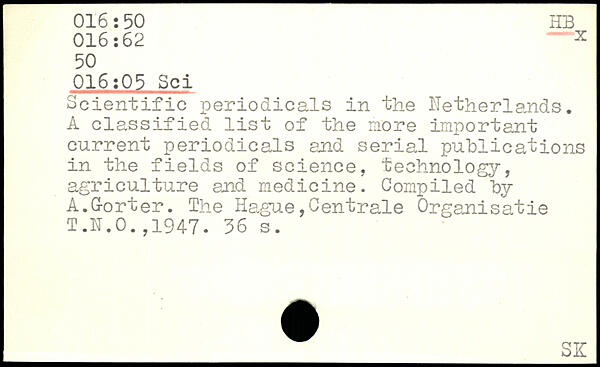 016:50
HB
x
016:62
50
016:05 Sci
Scientific periodicals in the Netherlands.
A classified list of the more important
current periodicals and serial publications
in the fields of science, technology,
agriculture and medicine. Compiled by
A.Gorter. The Hague,Centrale Organisatie
T.N.O.,1947. 36 s.
SK